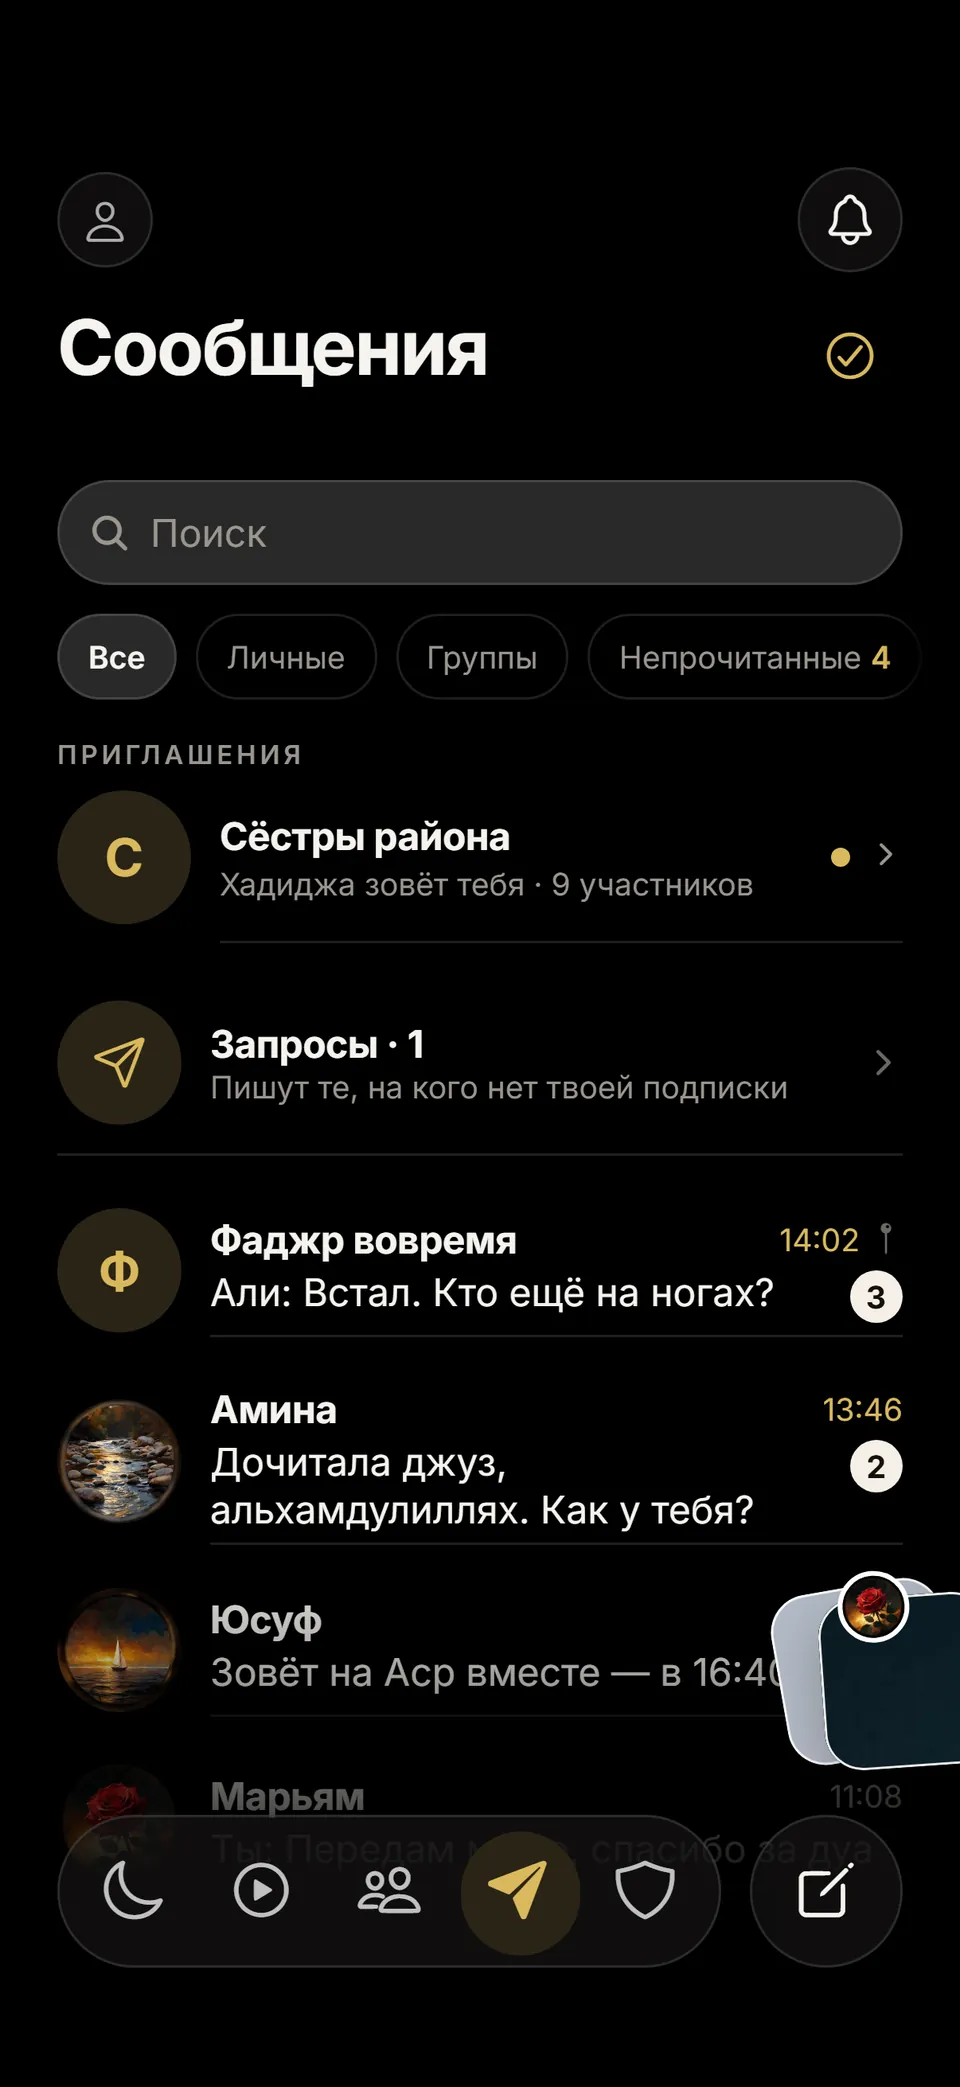 Сообщения
Поиск
Все
Личные
Группы
Непрочитанные 4
ПРИГЛАШЕНИЯ
С
Сёстры района
Хадиджа зовёт тебя · 9 участников
Запросы · 1
Пишут те, на кого нет твоей подписки
Ф
Фаджр вовремя
14:02
Али: Встал. Кто ещё на ногах?
3
Амина
13:46
Дочитала джуз,
2
альхамдулиллях. Как у тебя?
Юсуф
Зовёт на Аср вместе — в 16:40
Марьям
11:08
Ты: Передам спасибо за дуа